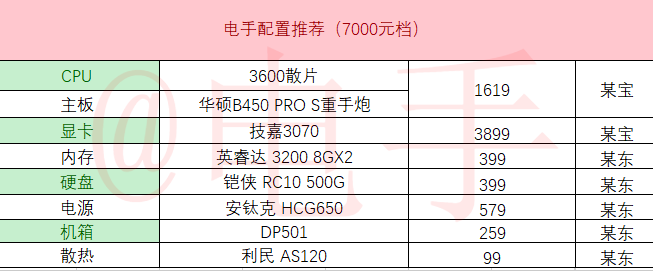 电手配置推荐（7000元档）
CPU 3600散片 1619 某宝
主板 华硕B450 PRO S重手炮
显卡 技嘉3070 3899 某宝
内存 英睿达 3200 8GX2 399 某东
硬盘 铠侠 RC10 500G 399 某东
电源 安钛克 HCG650 579 某东
机箱 DP501 259 某东
散热 利民 AS120 99 某东
@电手